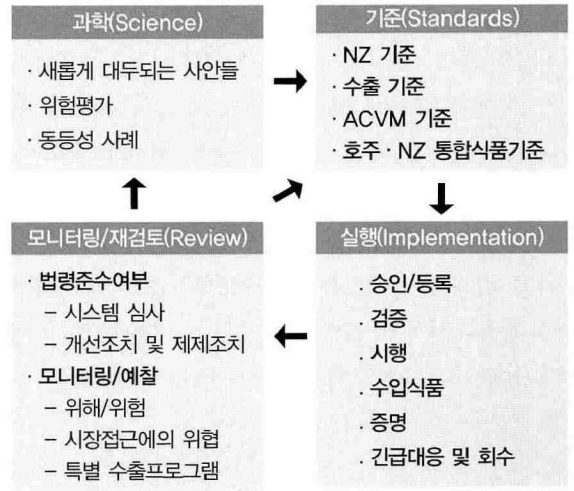 과학(Science)
· 새롭게 대두되는 사안들
· 위험평가
· 동등성 사례
기준(Standards)
· NZ 기준
· 수출 기준
· ACVM 기준
· 호주 · NZ 통합식품기준
모니터링/재검토(Review)
· 법령준수여부
– 시스템 심사
– 개선조치 및 제제조치
· 모니터링/예찰
– 위해/위험
– 시장접근에의 위협
– 특별 수출프로그램
실행(Implementation)
. 승인/등록
. 검증
. 시행
. 수입식품
. 증명
. 긴급대응 및 회수